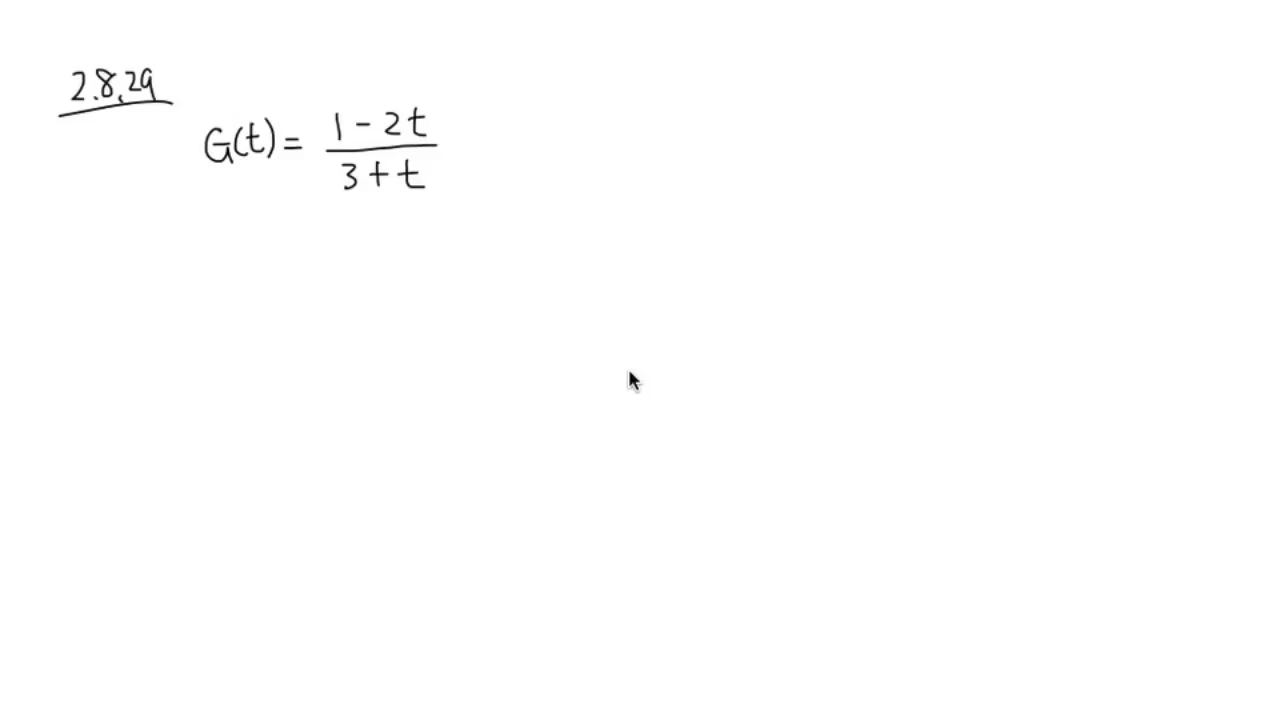 2.8.29
G(t) = 1 - 2t / 3 + t